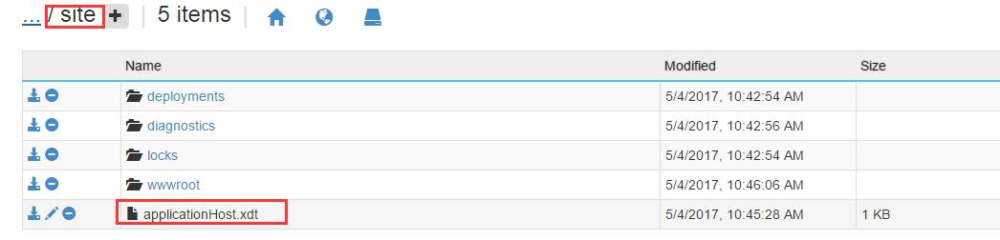 ... / site + | 5 items |
Name Modified Size
deployments 5/4/2017, 10:42:54 AM
diagnostics 5/4/2017, 10:42:56 AM
locks 5/4/2017, 10:42:54 AM
wwwroot 5/4/2017, 10:46:06 AM
applicationHost.xdt 5/4/2017, 10:45:28 AM 1 KB